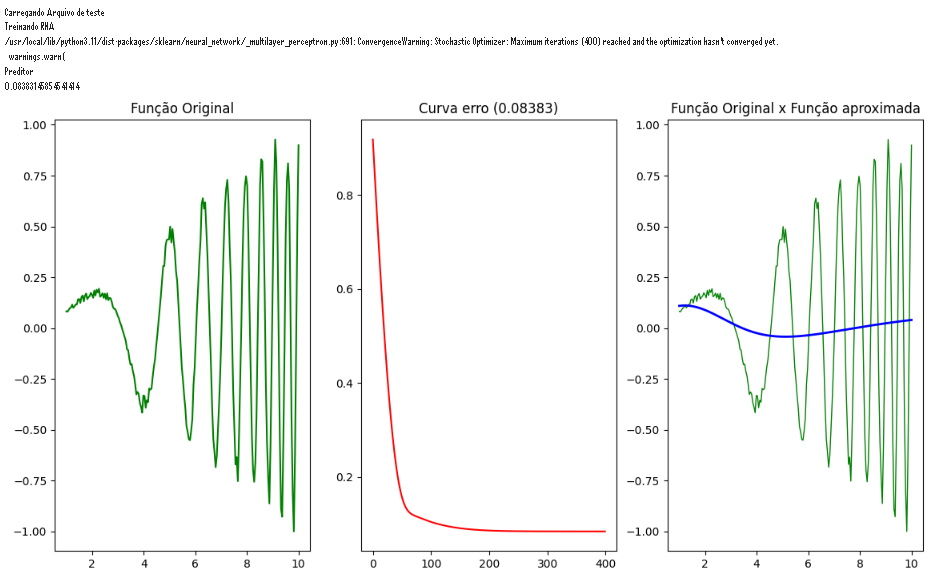 Carregando Arquivo de teste
Treinando RNA
/usr/local/lib/python3.11/dist-packages/sklearn/neural_network/_multilayer_perceptron.py:691: ConvergenceWarning: Stochastic Optimizer: Maximum iterations (400) reached and the optimization hasn't converged yet.
warnings.warn(
Preditor
0.08383145854541414
Função Original
Curva erro (0.08383)
Função Original x Função aproximada
1.00
0.75
0.50
0.25
0.00
−0.25
−0.50
−0.75
−1.00
2 4 6 8 10
0.8
0.6
0.4
0.2
0 100 200 300 400
1.00
0.75
0.50
0.25
0.00
−0.25
−0.50
−0.75
−1.00
2 4 6 8 10